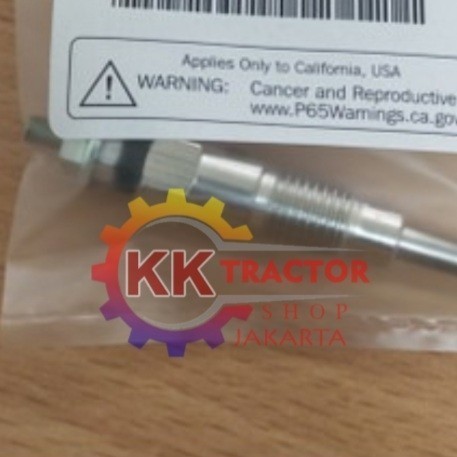 Applies Only to California, USA
WARNING: Cancer and Reproductive
www.P65Warnings.ca.gov
KK TRACTOR
SHOP
JAKARTA